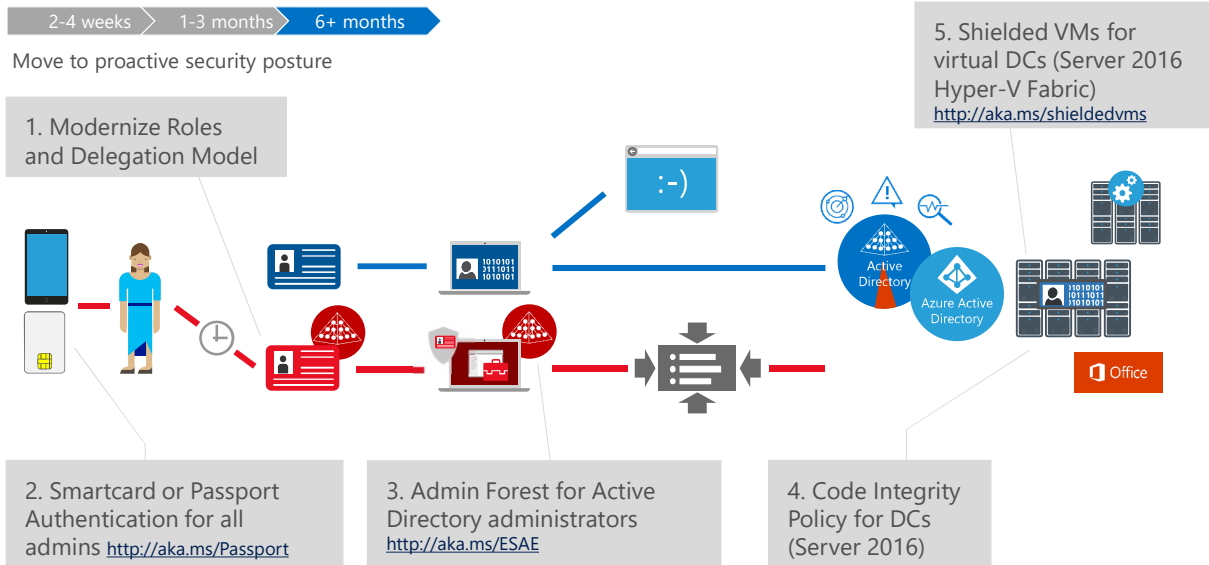 2-4 weeks
1-3 months
6+ months
Move to proactive security posture
5. Shielded VMs for
virtual DCs (Server 2016
Hyper-V Fabric)
http://aka.ms/shieldedvms
1. Modernize Roles
and Delegation Model
:-)
1010101
0111011
1010101
Active
Directory
Azure Active
Directory
1010101
0111011
1010101
Office
2. Smartcard or Passport
Authentication for all
admins http://aka.ms/Passport
3. Admin Forest for Active
Directory administrators
http://aka.ms/ESAE
4. Code Integrity
Policy for DCs
(Server 2016)